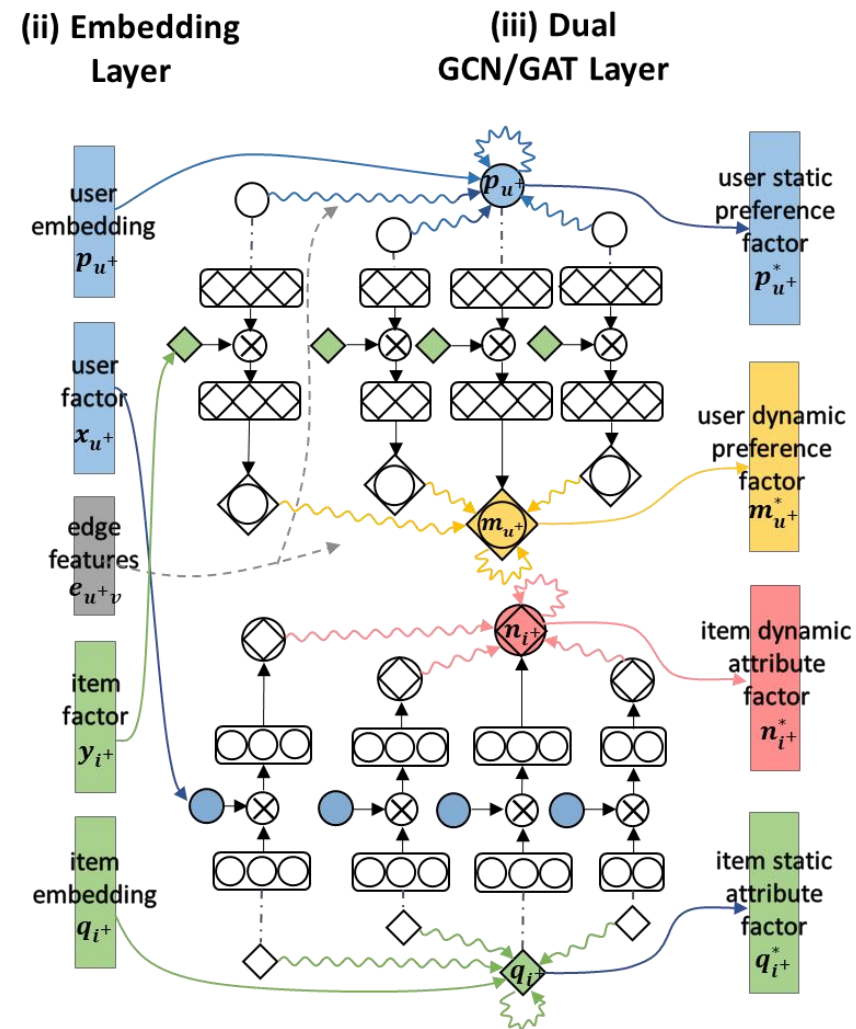 (ii) Embedding
Layer
(iii) Dual
GCN/GAT Layer
user
embedding
p_{u^+}
user
factor
x_{u^+}
edge
features
e_{u^+v}
item
factor
y_{i^+}
item
embedding
q_{i^+}
p_{u^+}
m_{u^+}
n_{i^+}
q_{i^+}
user static
preference
factor
p^*_{u^+}
user dynamic
preference
factor
m^*_{u^+}
item dynamic
attribute
factor
n^*_{i^+}
item static
attribute
factor
q^*_{i^+}